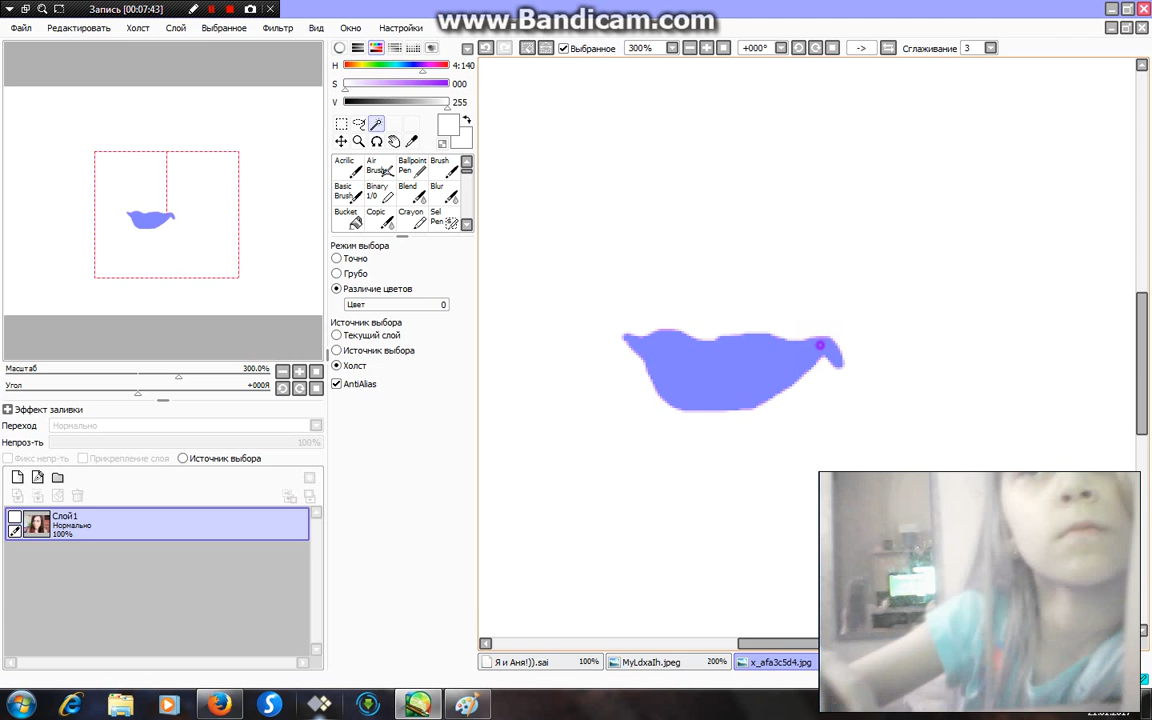 Запись [00:07:43]
www.Bandicam.com
Файл Редактировать Холст Слой Выбранное Фильтр Вид Окно Настройки
Выбранное 300% +000° -> Сглаживание 3
H 4:140
S 000
V 255
Acrilic Air Brush Ballpoint Pen Brush
Basic Brush Binary 1/0 Blend Blur
Bucket Copic Crayon Sel Pen
Режим выбора
Точно
Грубо
Различие цветов
Цвет 0
Источник выбора
Текущий слой
Источник выбора
Холст
AntiAlias
Масштаб 300.0%
Угол +000Я
Эффект заливки
Переход Нормально
Непроз-ть 100%
Фикс непр-ть Прикрепление слоя Источник выбора
Слой1
Нормально
100%
Я и Аня!)).sai 100% MyLdxaIh.jpeg 200% x_afa3c5d4.jpg